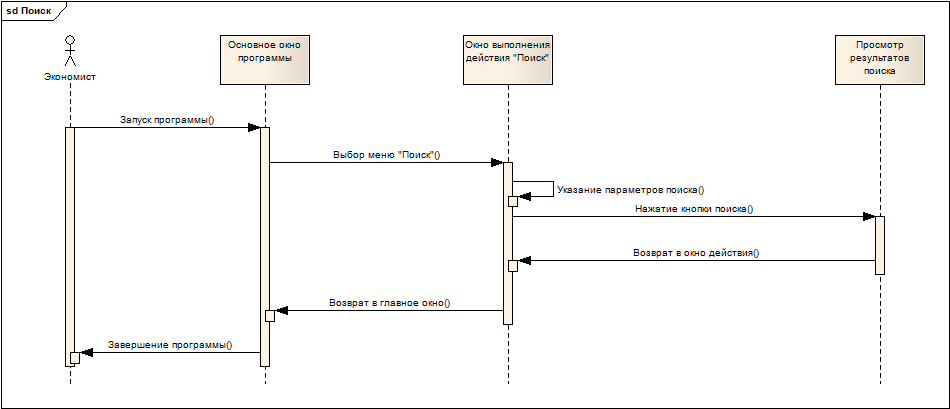 sd Поиск
Экономист
Основное окно
программы
Окно выполнения
действия "Поиск"
Просмотр
результатов
поиска
Запуск программы()
Выбор меню "Поиск"()
Указание параметров поиска()
Нажатие кнопки поиска()
Возврат в окно действия()
Возврат в главное окно()
Завершение программы()